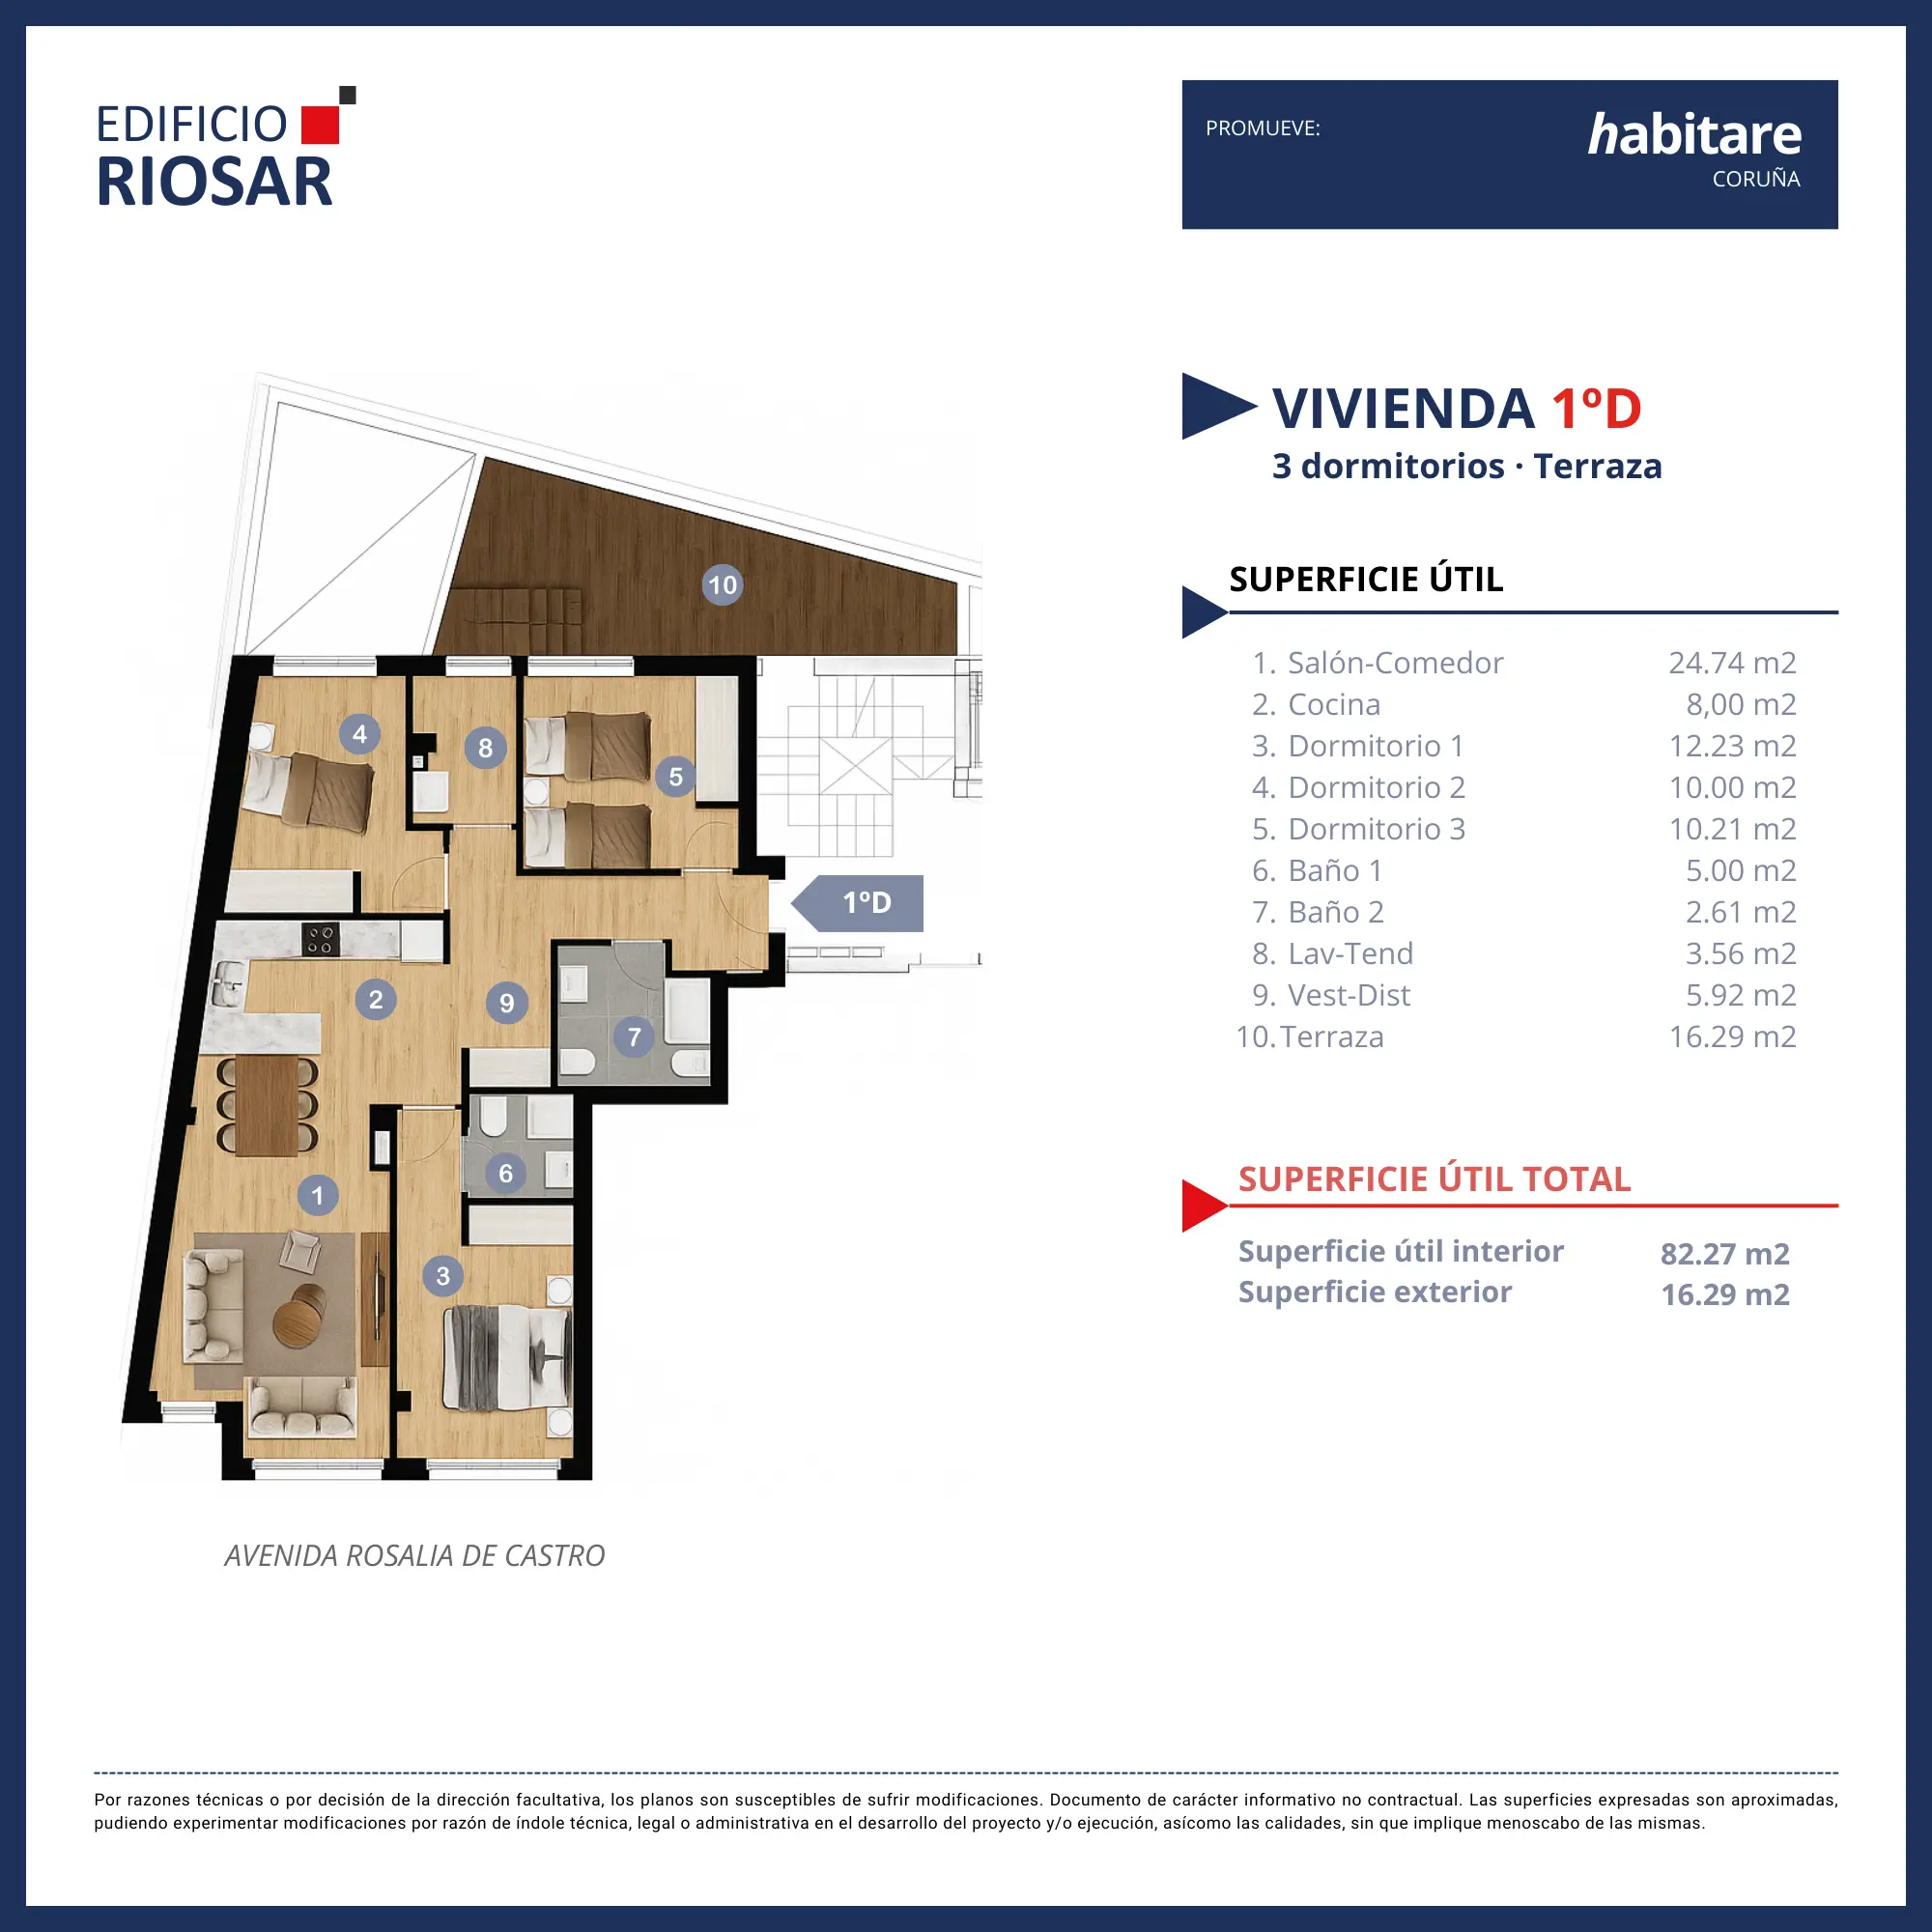 EDIFICIO
RIOSAR
PROMUEVE:
habitare
CORUÑA
VIVIENDA 1ºD
3 dormitorios · Terraza
SUPERFICIE ÚTIL
1. Salón-Comedor 24.74 m2
2. Cocina 8,00 m2
3. Dormitorio 1 12.23 m2
4. Dormitorio 2 10.00 m2
5. Dormitorio 3 10.21 m2
6. Baño 1 5.00 m2
7. Baño 2 2.61 m2
8. Lav-Tend 3.56 m2
9. Vest-Dist 5.92 m2
10. Terraza 16.29 m2
SUPERFICIE ÚTIL TOTAL
Superficie útil interior 82.27 m2
Superficie exterior 16.29 m2
10
4
8
5
1ºD
2
9
7
6
1
3
AVENIDA ROSALIA DE CASTRO
Por razones técnicas o por decisión de la dirección facultativa, los planos son susceptibles de sufrir modificaciones. Documento de carácter informativo no contractual. Las superficies expresadas son aproximadas,
pudiendo experimentar modificaciones por razón de índole técnica, legal o administrativa en el desarrollo del proyecto y/o ejecución, asícomo las calidades, sin que implique menoscabo de las mismas.